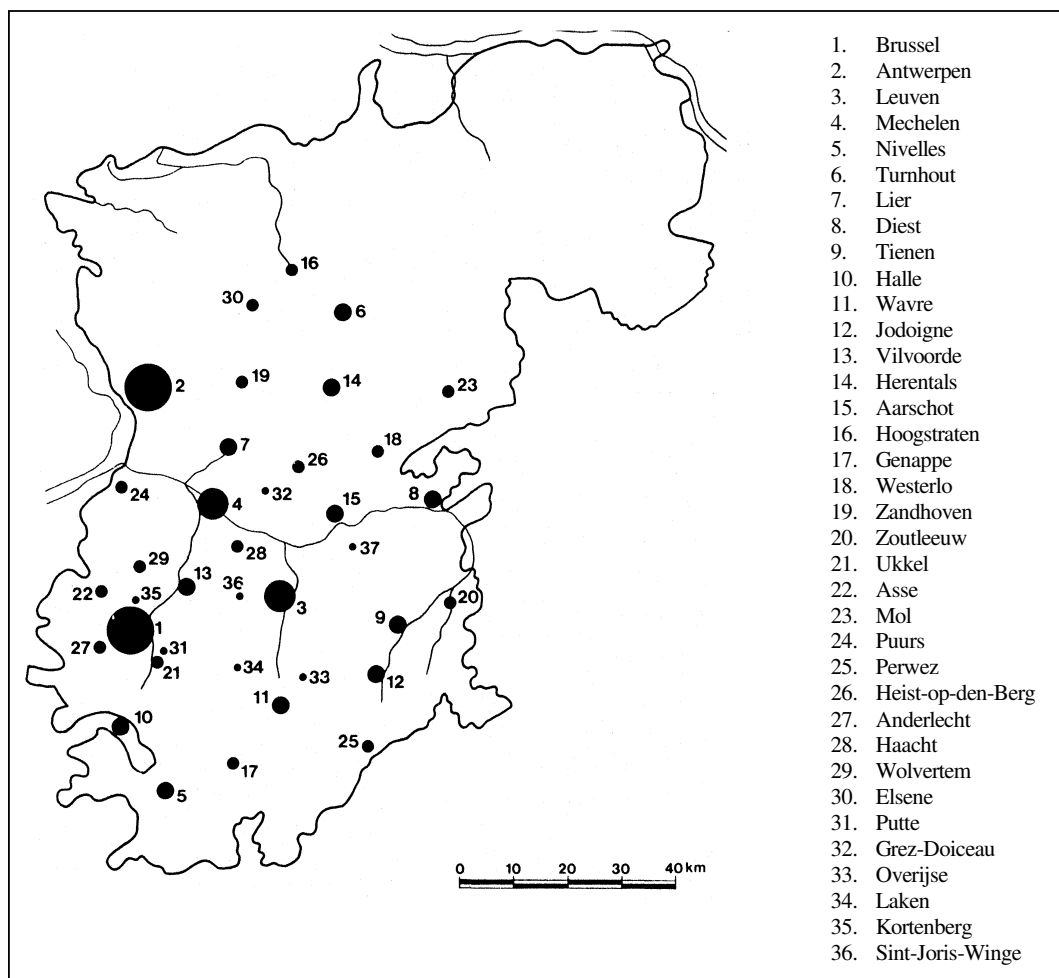 1. Brussel
2. Antwerpen
3. Leuven
4. Mechelen
5. Nivelles
6. Turnhout
7. Lier
8. Diest
9. Tienen
10. Halle
11. Wavre
12. Jodoigne
13. Vilvoorde
14. Herentals
15. Aarschot
16. Hoogstraten
17. Genappe
18. Westerlo
19. Zandhoven
20. Zoutleeuw
21. Ukkel
22. Asse
23. Mol
24. Puurs
25. Perwez
26. Heist-op-den-Berg
27. Anderlecht
28. Haacht
29. Wolvertem
30. Elsene
31. Putte
32. Grez-Doiceau
33. Overijse
34. Laken
35. Kortenberg
36. Sint-Joris-Winge
16
30
6
2
19
14
23
7
18
26
24
4
32
15
8
28
37
29
22
35
13
36
3
20
1
9
27
31
21
34
33
12
11
10
25
17
5
0 10 20 30 40 km